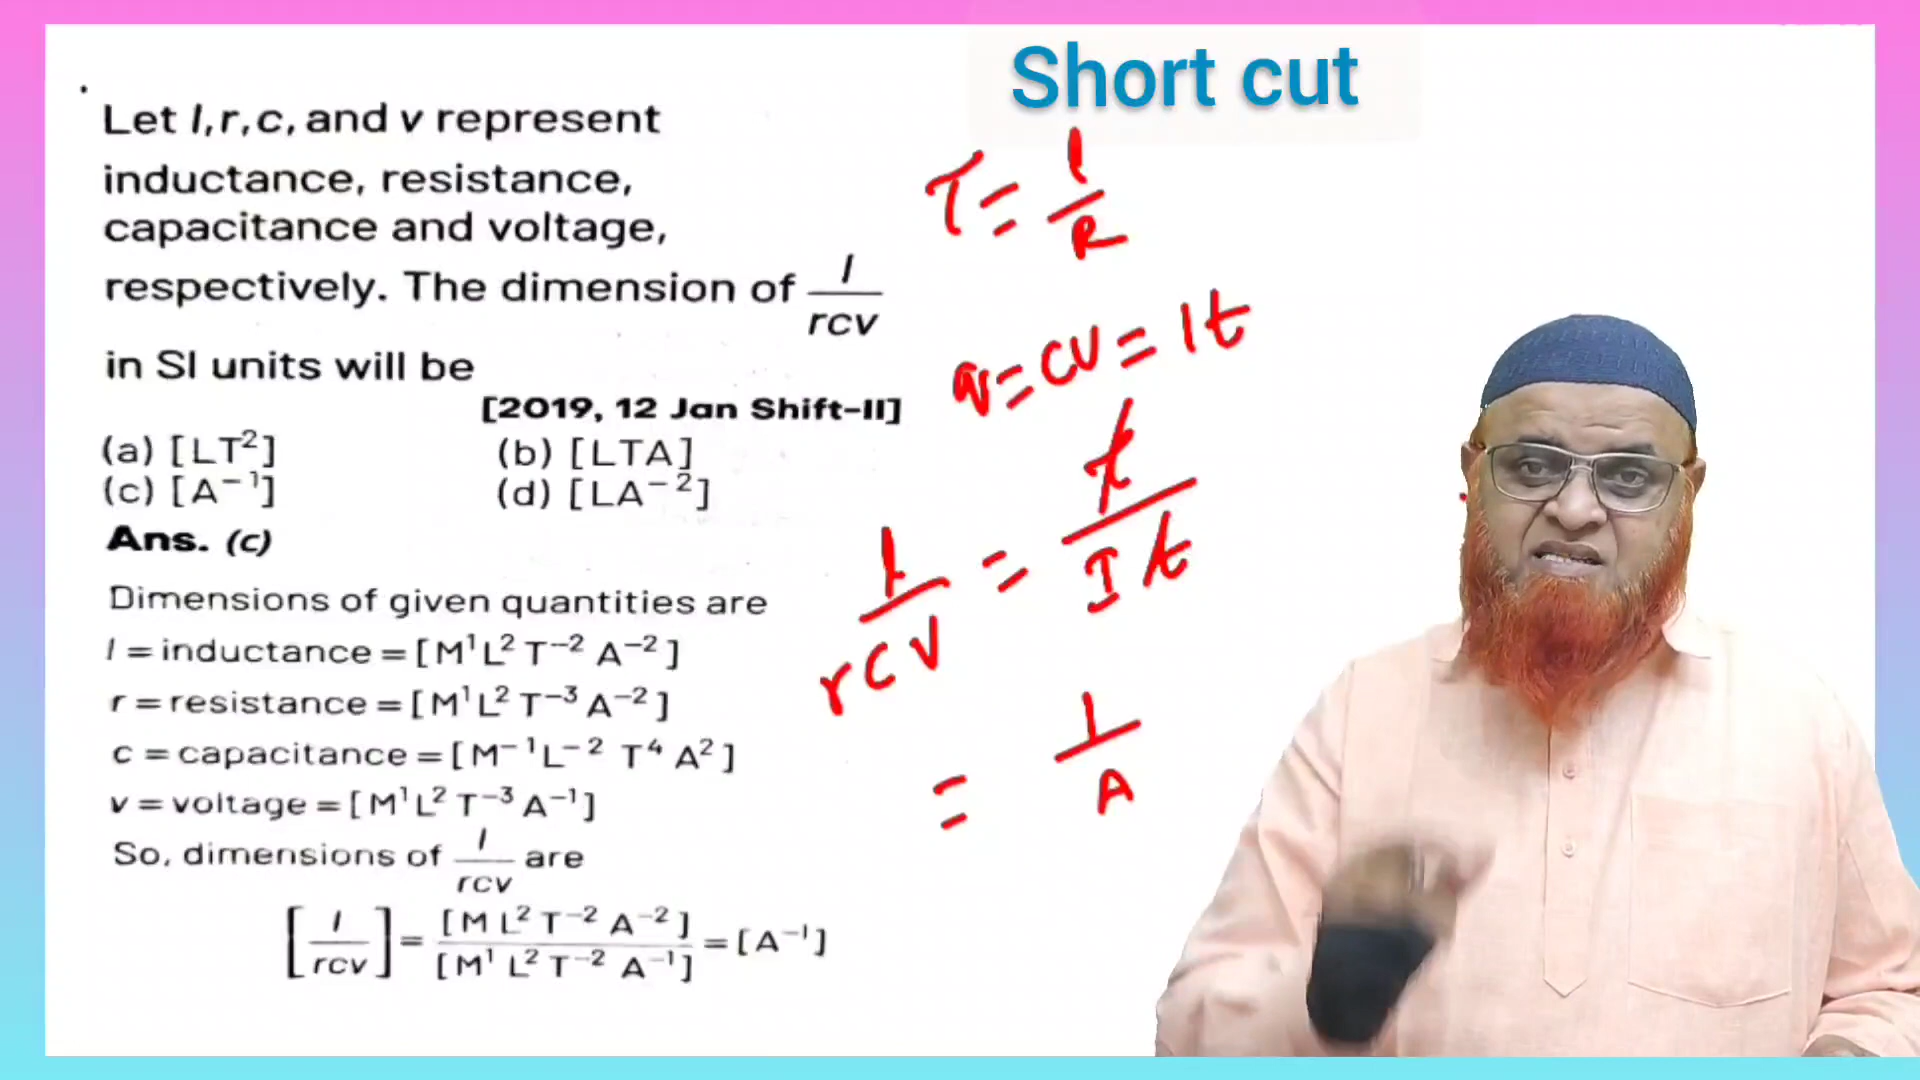 Short cut
Let l, r, c, and v represent
inductance, resistance,
capacitance and voltage,
respectively. The dimension of l/rcv
in SI units will be
[2019, 12 Jan Shift-II]
(a) [LT²] (b) [LTA]
(c) [A⁻¹] (d) [LA⁻²]
Ans. (c)
Dimensions of given quantities are
l = inductance = [M¹L² T⁻² A⁻²]
r = resistance = [M¹L² T⁻³ A⁻²]
c = capacitance = [M⁻¹L⁻² T⁴ A²]
v = voltage = [M¹L² T⁻³ A⁻¹]
So, dimensions of l/rcv are
[l/rcv] = [M L² T⁻² A⁻²]/[M¹ L² T⁻² A⁻¹] = [A⁻¹]
τ = l/R
q = CV = It
l/rcv = t/It
= 1/A